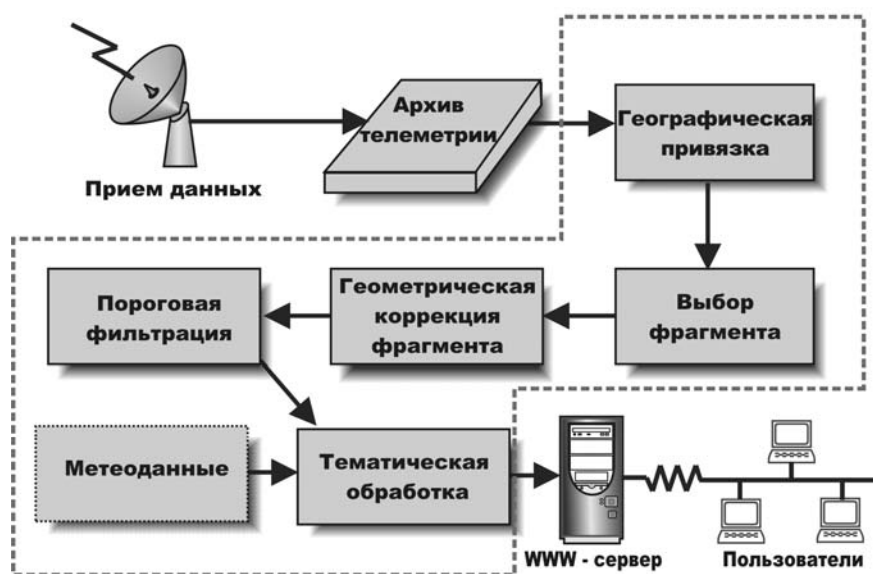 Прием данных
Архив
телеметрии
Географическая
привязка
Пороговая
фильтрация
Геометрическая
коррекция
фрагмента
Выбор
фрагмента
Метеоданные
Тематическая
обработка
WWW - сервер
Пользователи